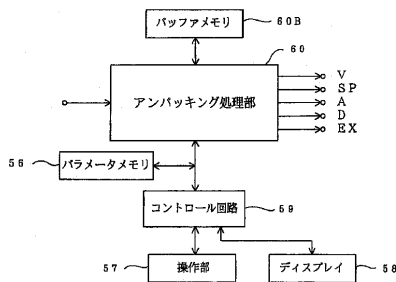 バッファメモリ
60B
60
アンパッキング処理部
V
SP
A
D
EX
56
パラメータメモリ
コントロール回路
59
57
操作部
ディスプレイ
58